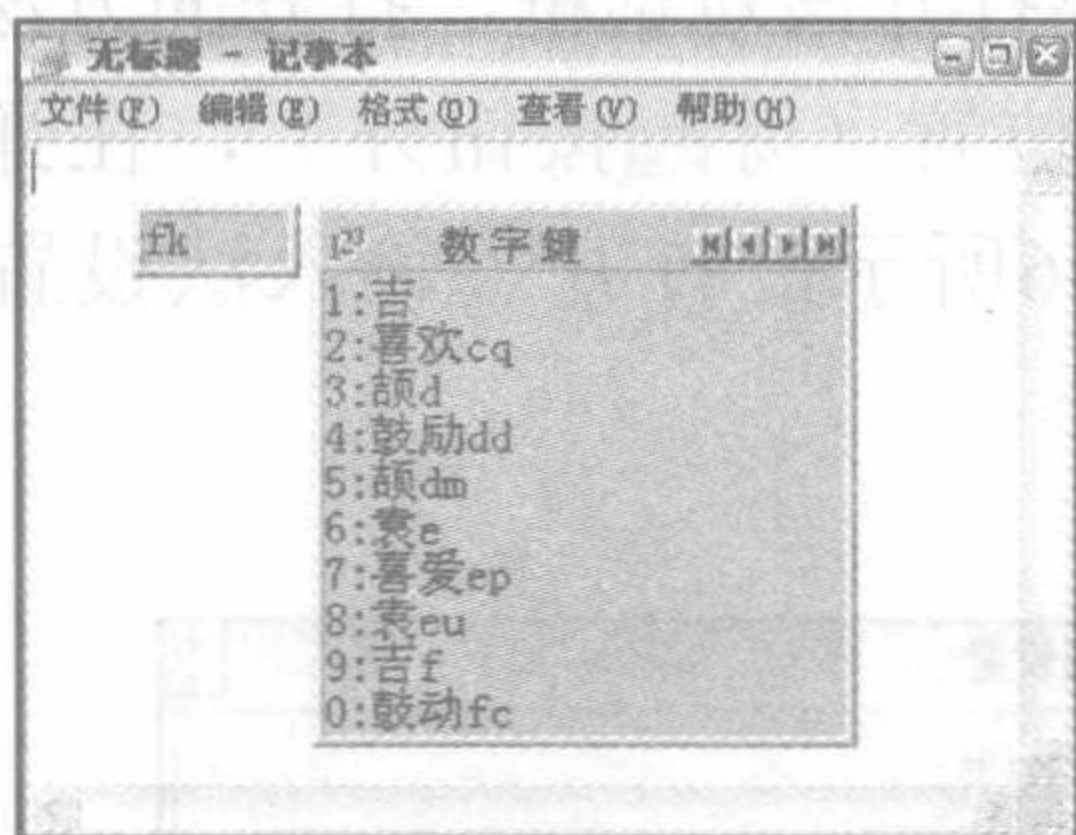 无标题 - 记事本
文件(F) 编辑(E) 格式(O) 查看(V) 帮助(H)
fk
123 数字键
1:吉
2:喜欢cq
3:颉d
4:鼓励dd
5:颉dm
6:袁e
7:喜爱ep
8:袁eu
9:吉f
0:鼓动fc